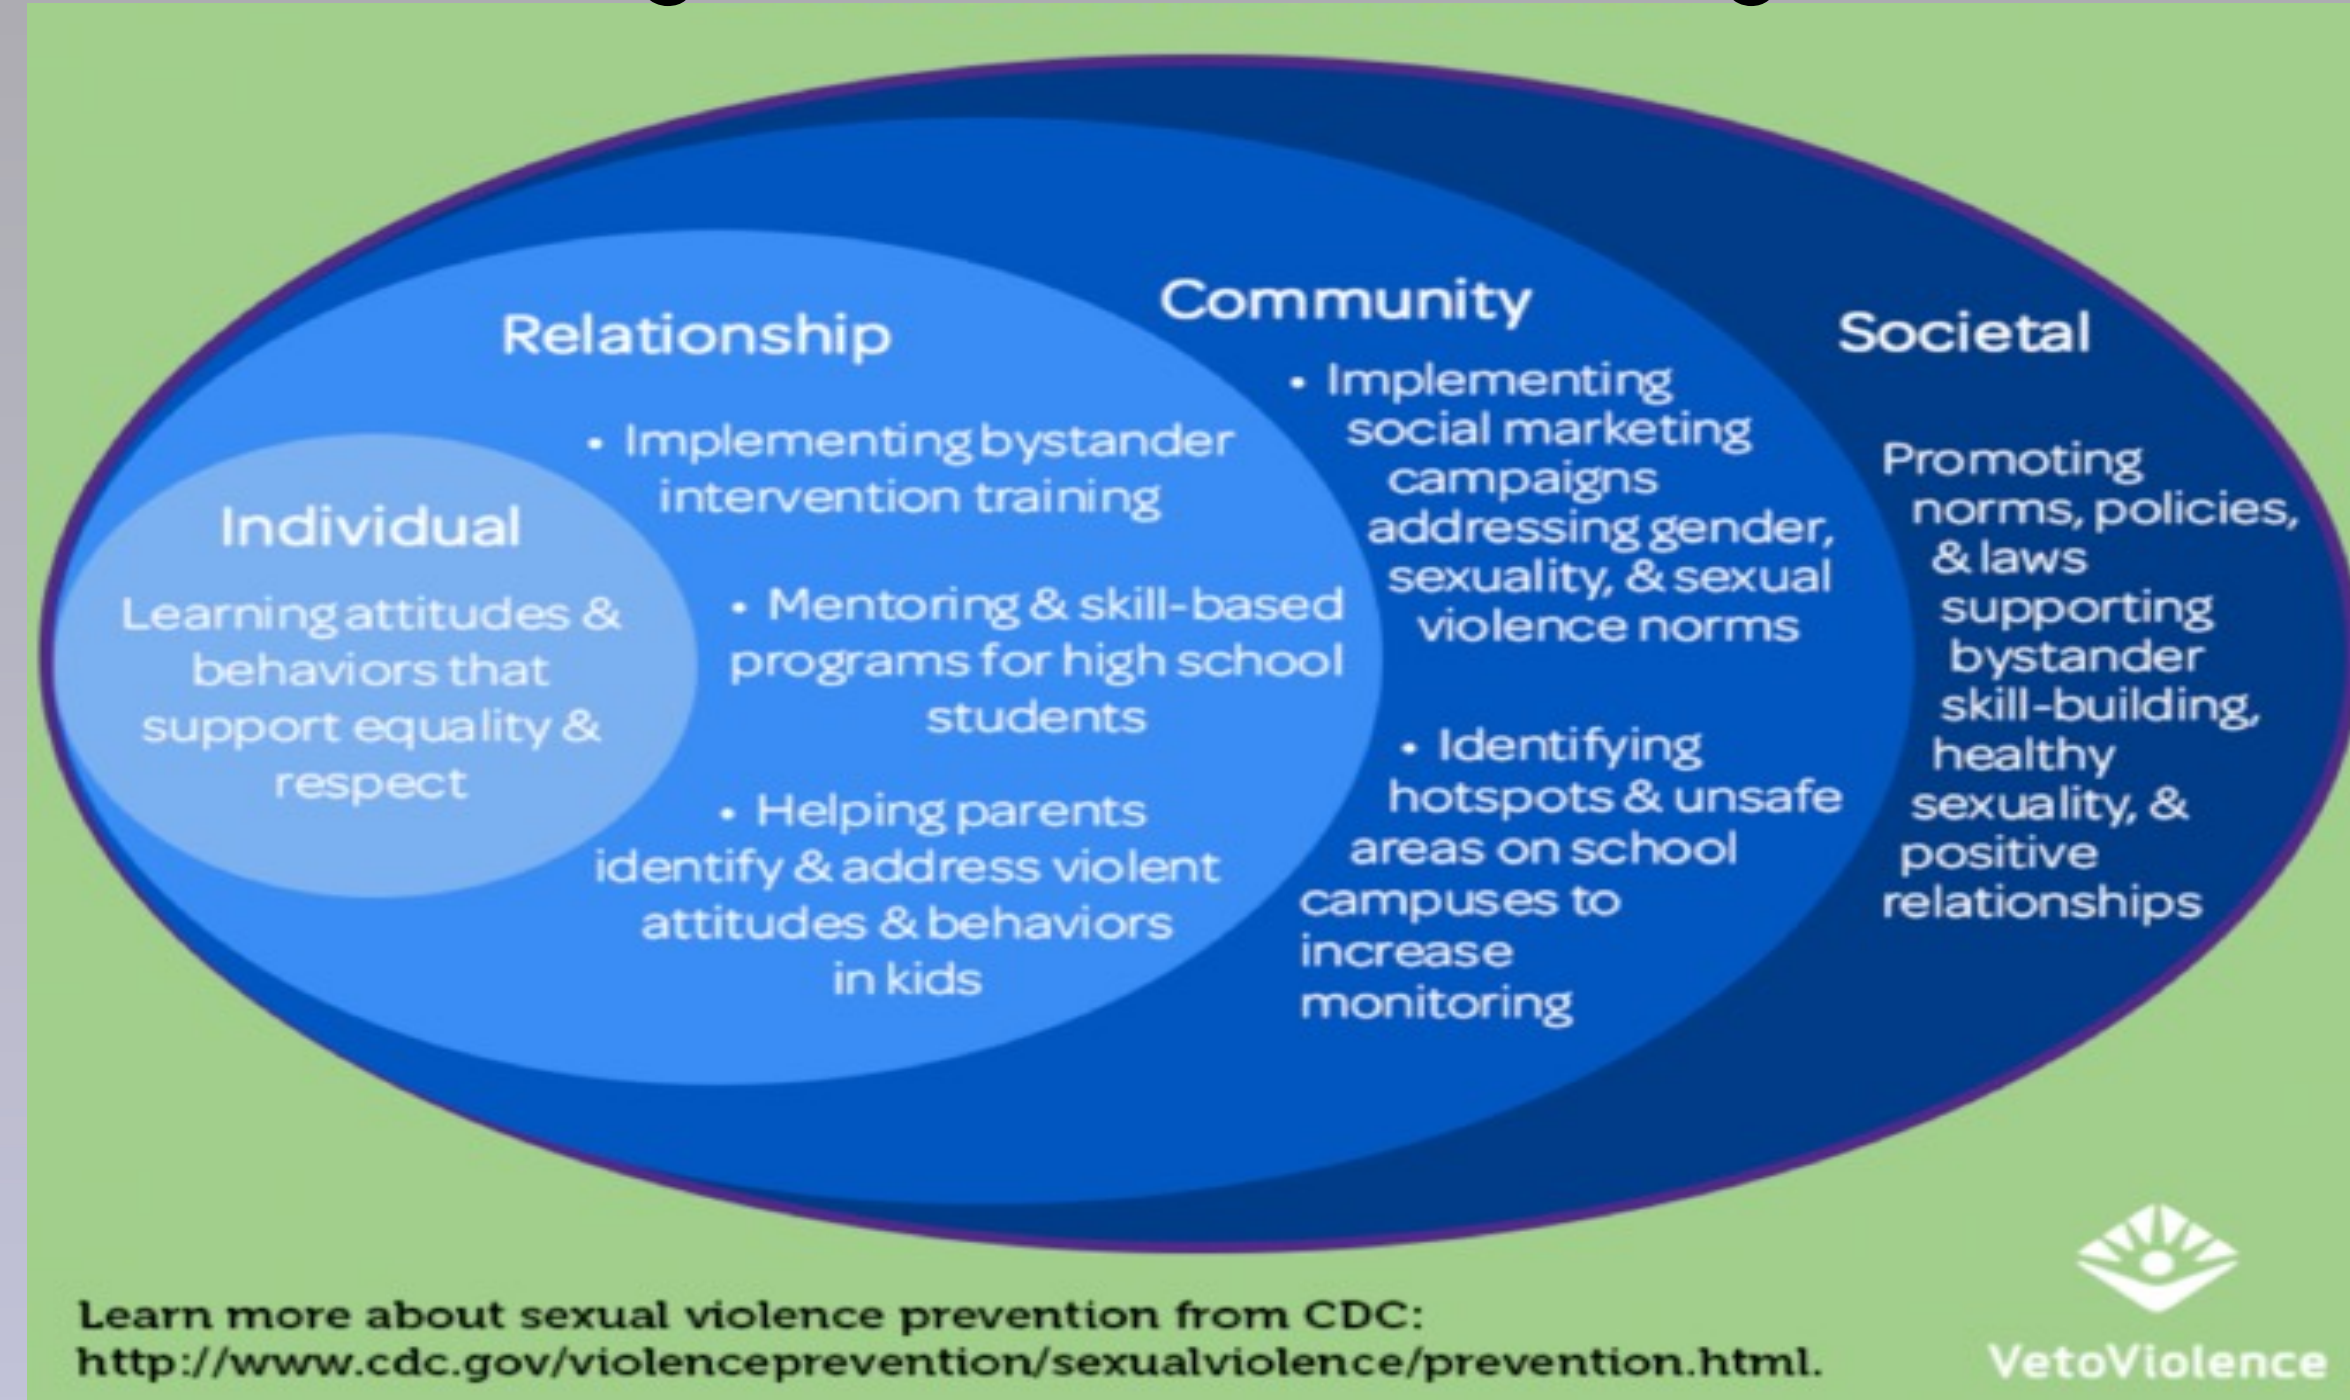 Individual
Learning attitudes &
behaviors that
support equality &
respect
Relationship
• Implementing bystander
intervention training
• Mentoring & skill-based
programs for high school
students
• Helping parents
identify & address violent
attitudes & behaviors
in kids
Community
• Implementing
social marketing
campaigns
addressing gender,
sexuality, & sexual
violence norms
• Identifying
hotspots & unsafe
areas on school
campuses to
increase
monitoring
Societal
Promoting
norms, policies,
& laws
supporting
bystander
skill-building,
healthy
sexuality, &
positive
relationships
Learn more about sexual violence prevention from CDC:
http://www.cdc.gov/violenceprevention/sexualviolence/prevention.html.
VetoViolence